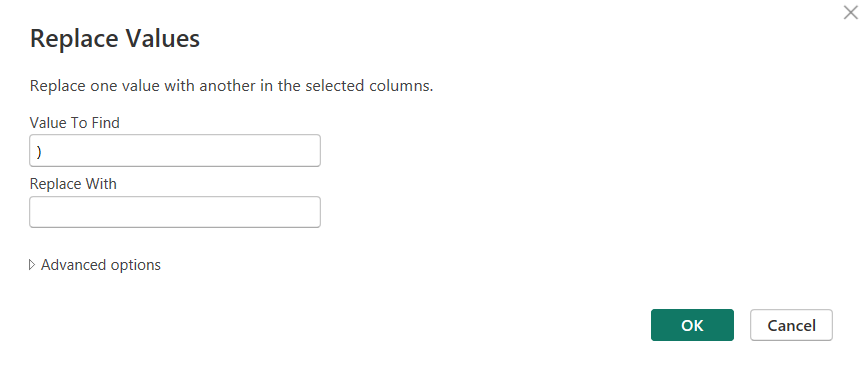 Replace Values
Replace one value with another in the selected columns.
Value To Find
)
Replace With
Advanced options
OK
Cancel